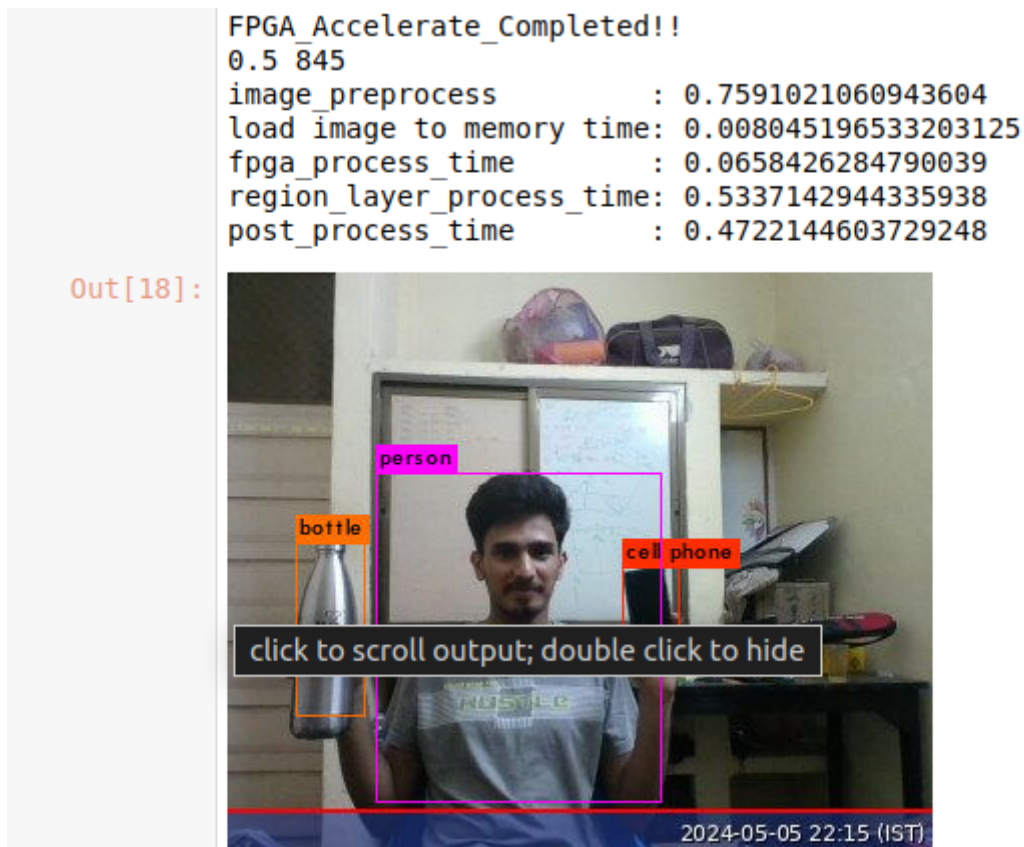 FPGA_Accelerate_Completed!!
0.5 845
image_preprocess : 0.7591021060943604
load image to memory time: 0.008045196533203125
fpga_process_time : 0.0658426284790039
region_layer_process_time: 0.5337142944335938
post_process_time : 0.4722144603729248
Out[18]:
person
bottle
cell phone
click to scroll output; double click to hide
HUSTLE
2024-05-05 22:15 (IST)